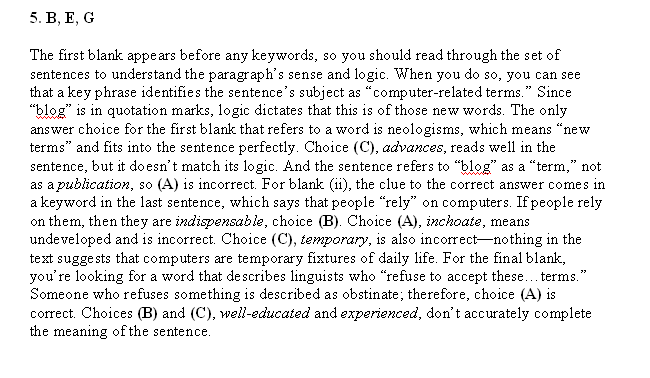 5. B, E, G
The first blank appears before any keywords, so you should read through the set of
sentences to understand the paragraph's sense and logic. When you do so, you can see
that a key phrase identifies the sentence's subject as “computer-related terms.” Since
“blog” is in quotation marks, logic dictates that this is of those new words. The only
answer choice for the first blank that refers to a word is neologisms, which means “new
terms” and fits into the sentence perfectly. Choice (C), advances, reads well in the
sentence, but it doesn't match its logic. And the sentence refers to “blog” as a “term,” not
as a publication, so (A) is incorrect. For blank (ii), the clue to the correct answer comes in
a keyword in the last sentence, which says that people “rely” on computers. If people rely
on them, then they are indispensable, choice (B). Choice (A), inchoate, means
undeveloped and is incorrect. Choice (C), temporary, is also incorrect—nothing in the
text suggests that computers are temporary fixtures of daily life. For the final blank,
you're looking for a word that describes linguists who “refuse to accept these…terms.”
Someone who refuses something is described as obstinate; therefore, choice (A) is
correct. Choices (B) and (C), well-educated and experienced, don't accurately complete
the meaning of the sentence.